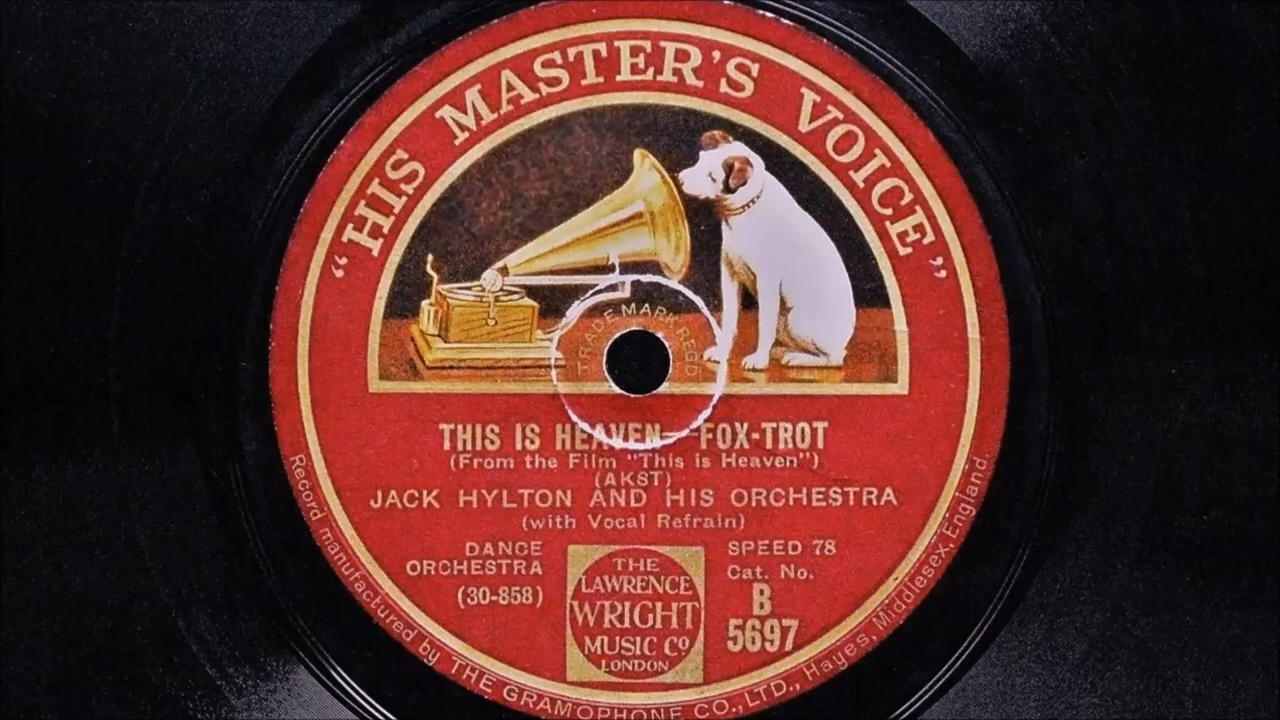 "HIS MASTER'S VOICE"
TRADE MARK REGD
THIS IS HEAVEN—FOX-TROT
(From the Film "This is Heaven")
(AKST)
JACK HYLTON AND HIS ORCHESTRA
(with Vocal Refrain)
DANCE
ORCHESTRA
(30-858)
THE
LAWRENCE
WRIGHT
MUSIC Co
LONDON
SPEED 78
Cat. No.
B
5697
Record manufactured by THE GRAMOPHONE CO., LTD., Hayes, Middlesex, England.